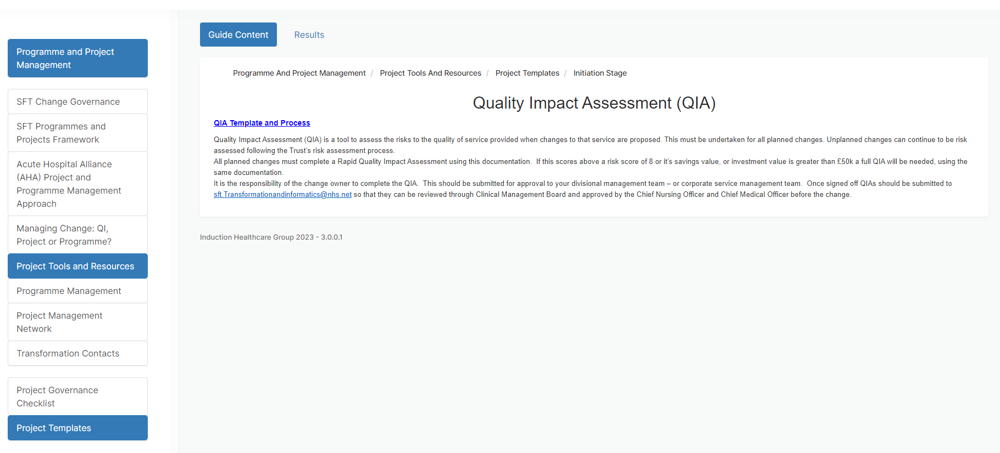 Programme and Project
Management
SFT Change Governance
SFT Programmes and
Projects Framework
Acute Hospital Alliance
(AHA) Project and
Programme Management
Approach
Managing Change: QI,
Project or Programme?
Project Tools and Resources
Programme Management
Project Management
Network
Transformation Contacts
Project Governance
Checklist
Project Templates
Guide Content
Results
Programme And Project Management / Project Tools And Resources / Project Templates / Initiation Stage
Quality Impact Assessment (QIA)
QIA Template and Process
Quality Impact Assessment (QIA) is a tool to assess the risks to the quality of service provided when changes to that service are proposed. This must be undertaken for all planned changes. Unplanned changes can continue to be risk
assessed following the Trust's risk assessment process.
All planned changes must complete a Rapid Quality Impact Assessment using this documentation.  If this scores above a risk score of 8 or it's savings value, or investment value is greater than £50k a full QIA will be needed, using the
same documentation.
It is the responsibility of the change owner to complete the QIA.  This should be submitted for approval to your divisional management team – or corporate service management team.  Once signed off QIAs should be submitted to
sft.Transformationandinformatics@nhs.net so that they can be reviewed through Clinical Management Board and approved by the Chief Nursing Officer and Chief Medical Officer before the change.
Induction Healthcare Group 2023 - 3.0.0.1